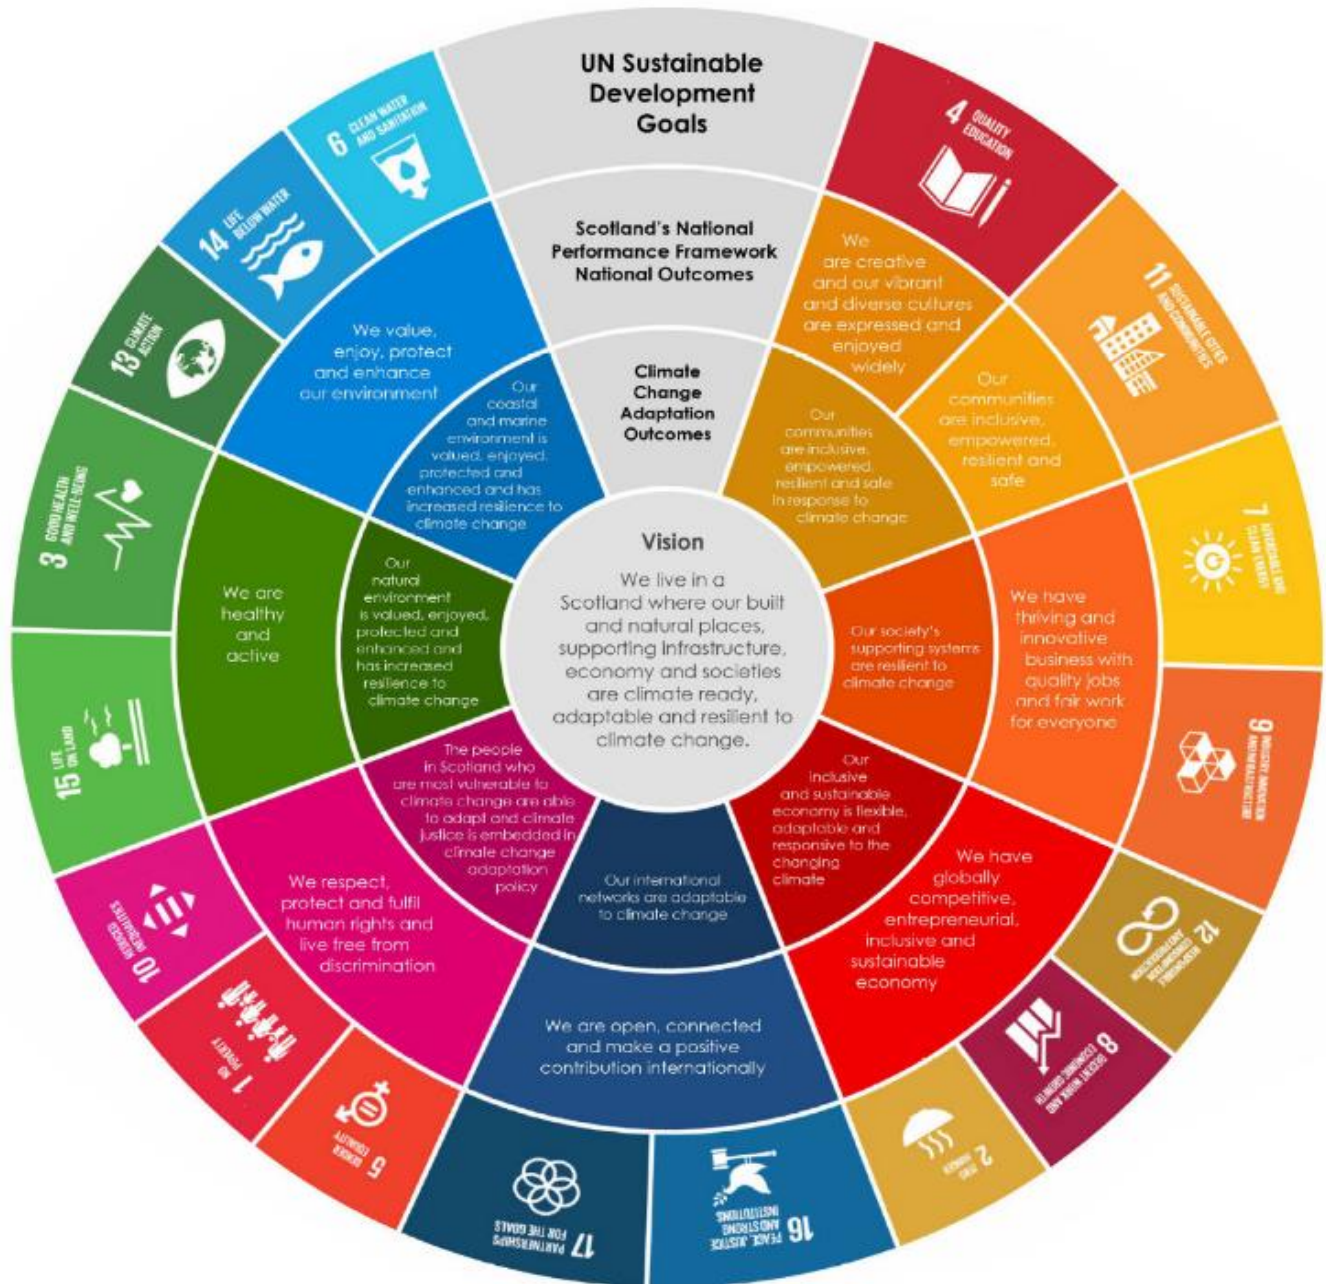 UN Sustainable
Development
Goals
Scotland's National
Performance Framework
National Outcomes
Climate
Change
Adaptation
Outcomes
Vision
We live in a
Scotland where our built
and natural places,
supporting infrastructure,
economy and societies
are climate ready,
adaptable and resilient to
climate change.
4 QUALITY
EDUCATION
11 SUSTAINABLE CITIES
AND COMMUNITIES
7 AFFORDABLE AND
CLEAN ENERGY
9 INDUSTRY, INNOVATION
AND INFRASTRUCTURE
12 RESPONSIBLE
CONSUMPTION
AND PRODUCTION
8 DECENT WORK AND
ECONOMIC GROWTH
2 ZERO
HUNGER
16 PEACE, JUSTICE
AND STRONG
INSTITUTIONS
17 PARTNERSHIPS
FOR THE GOALS
5 GENDER
EQUALITY
1 NO
POVERTY
10 REDUCED
INEQUALITIES
15 LIFE
ON LAND
3 GOOD HEALTH
AND WELL-BEING
13 CLIMATE
ACTION
14 LIFE
BELOW WATER
6 CLEAN WATER
AND SANITATION
We
are creative
and our vibrant
and diverse cultures
are expressed and
enjoyed
widely
Our
communities
are inclusive,
empowered,
resilient and
safe
We have
thriving and
innovative
business with
quality jobs
and fair work
for everyone
We have
globally
competitive,
entrepreneurial,
inclusive and
sustainable
economy
We are open, connected
and make a positive
contribution internationally
We respect,
protect and fulfil
human rights and
live free from
discrimination
We are
healthy
and
active
We value,
enjoy, protect
and enhance
our environment
Our
communities
are inclusive,
empowered,
resilient and safe
in response to
climate change
Our society's
supporting systems
are resilient to
climate change
Our
inclusive
and sustainable
economy is flexible,
adaptable and
responsive to the
changing
climate
Our international
networks are adaptable
to climate change
The people
in Scotland who
are most vulnerable to
climate change are able
to adapt and climate
justice is embedded in
climate change
adaptation
policy
Our
natural
environment
is valued, enjoyed,
protected and
enhanced and
has increased
resilience to
climate change
Our
coastal
and marine
environment is
valued, enjoyed,
protected and
enhanced and has
increased resilience to
climate change